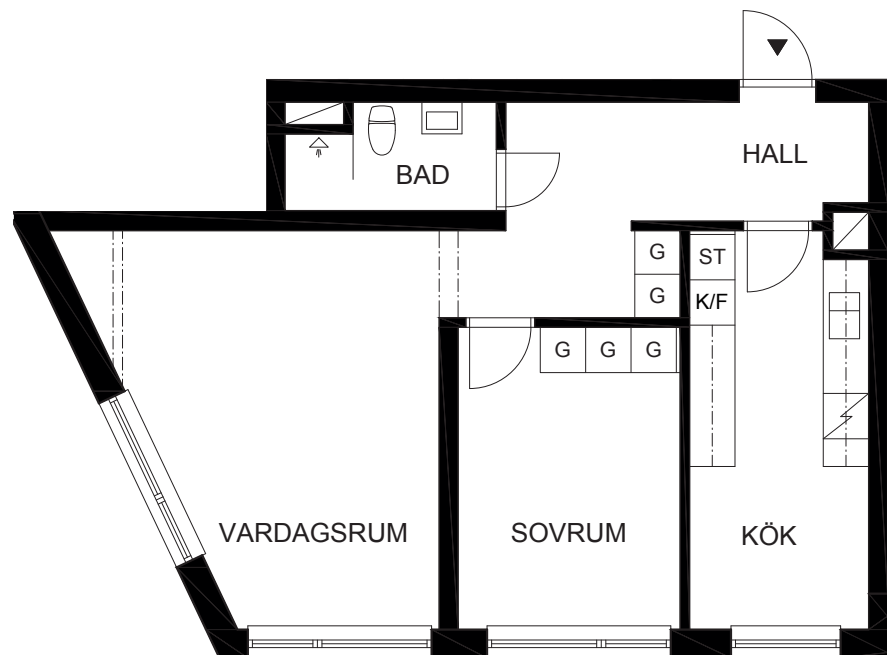 HALL
BAD
G
ST
G
K/F
G G G
VARDAGSRUM
SOVRUM
KÖK